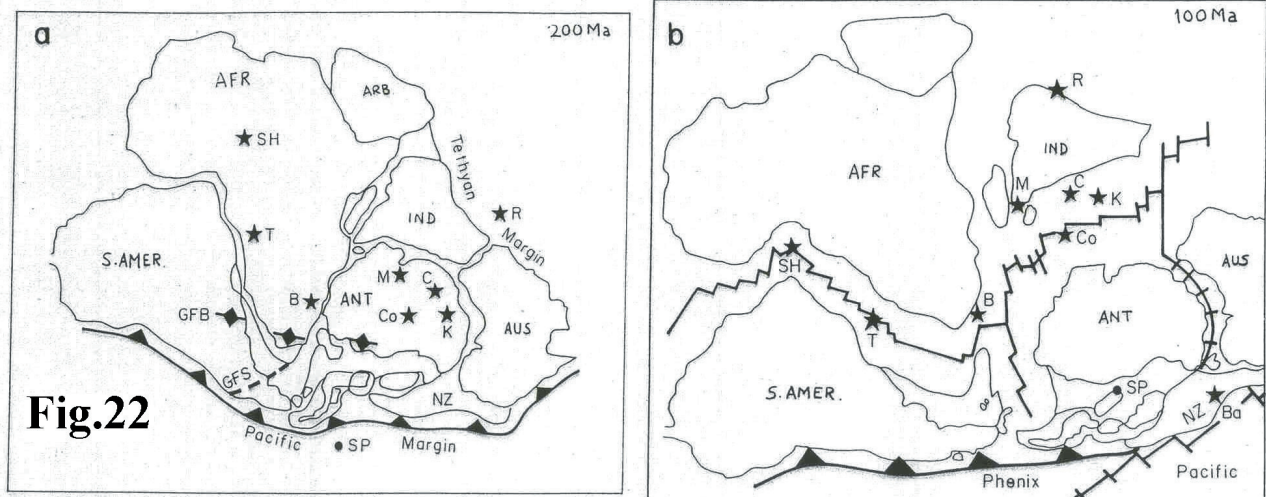 a
200 Ma
AFR
ARB.
SH
Tethyan
Margin
R
IND
T
S. AMER.
M
C
B
ANT
Co
K
AUS
GFB
GFS
NZ
Fig.22
Pacific
SP
Margin
b
100 Ma
R
IND
AFR
M
C
K
Co
SH
AUS
B
T
ANT
S. AMER.
SP
NZ
Ba
Phenix
Pacific